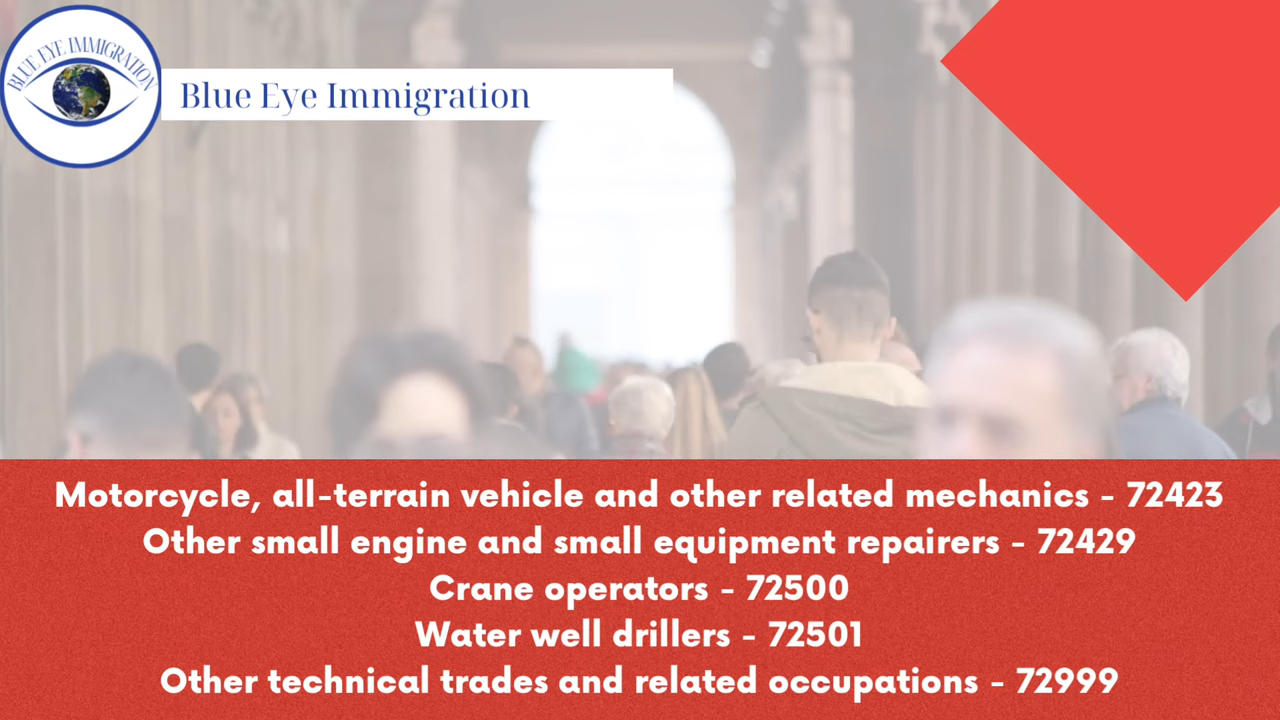 BLUE EYE IMMIGRATION
Blue Eye Immigration
Motorcycle, all-terrain vehicle and other related mechanics - 72423
Other small engine and small equipment repairers - 72429
Crane operators - 72500
Water well drillers - 72501
Other technical trades and related occupations - 72999